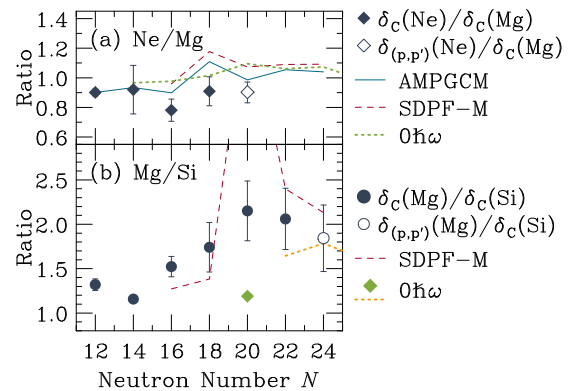 (a) Ne/Mg
1.4
1.2
1.0
0.8
0.6
Ratio
δC(Ne)/δC(Mg)
δ(p,p′)(Ne)/δC(Mg)
AMPGCM
SDPF-M
0ħω
(b) Mg/Si
2.5
2.0
1.5
1.0
Ratio
δC(Mg)/δC(Si)
δ(p,p′)(Mg)/δC(Si)
SDPF-M
0ħω
12 14 16 18 20 22 24
Neutron Number N